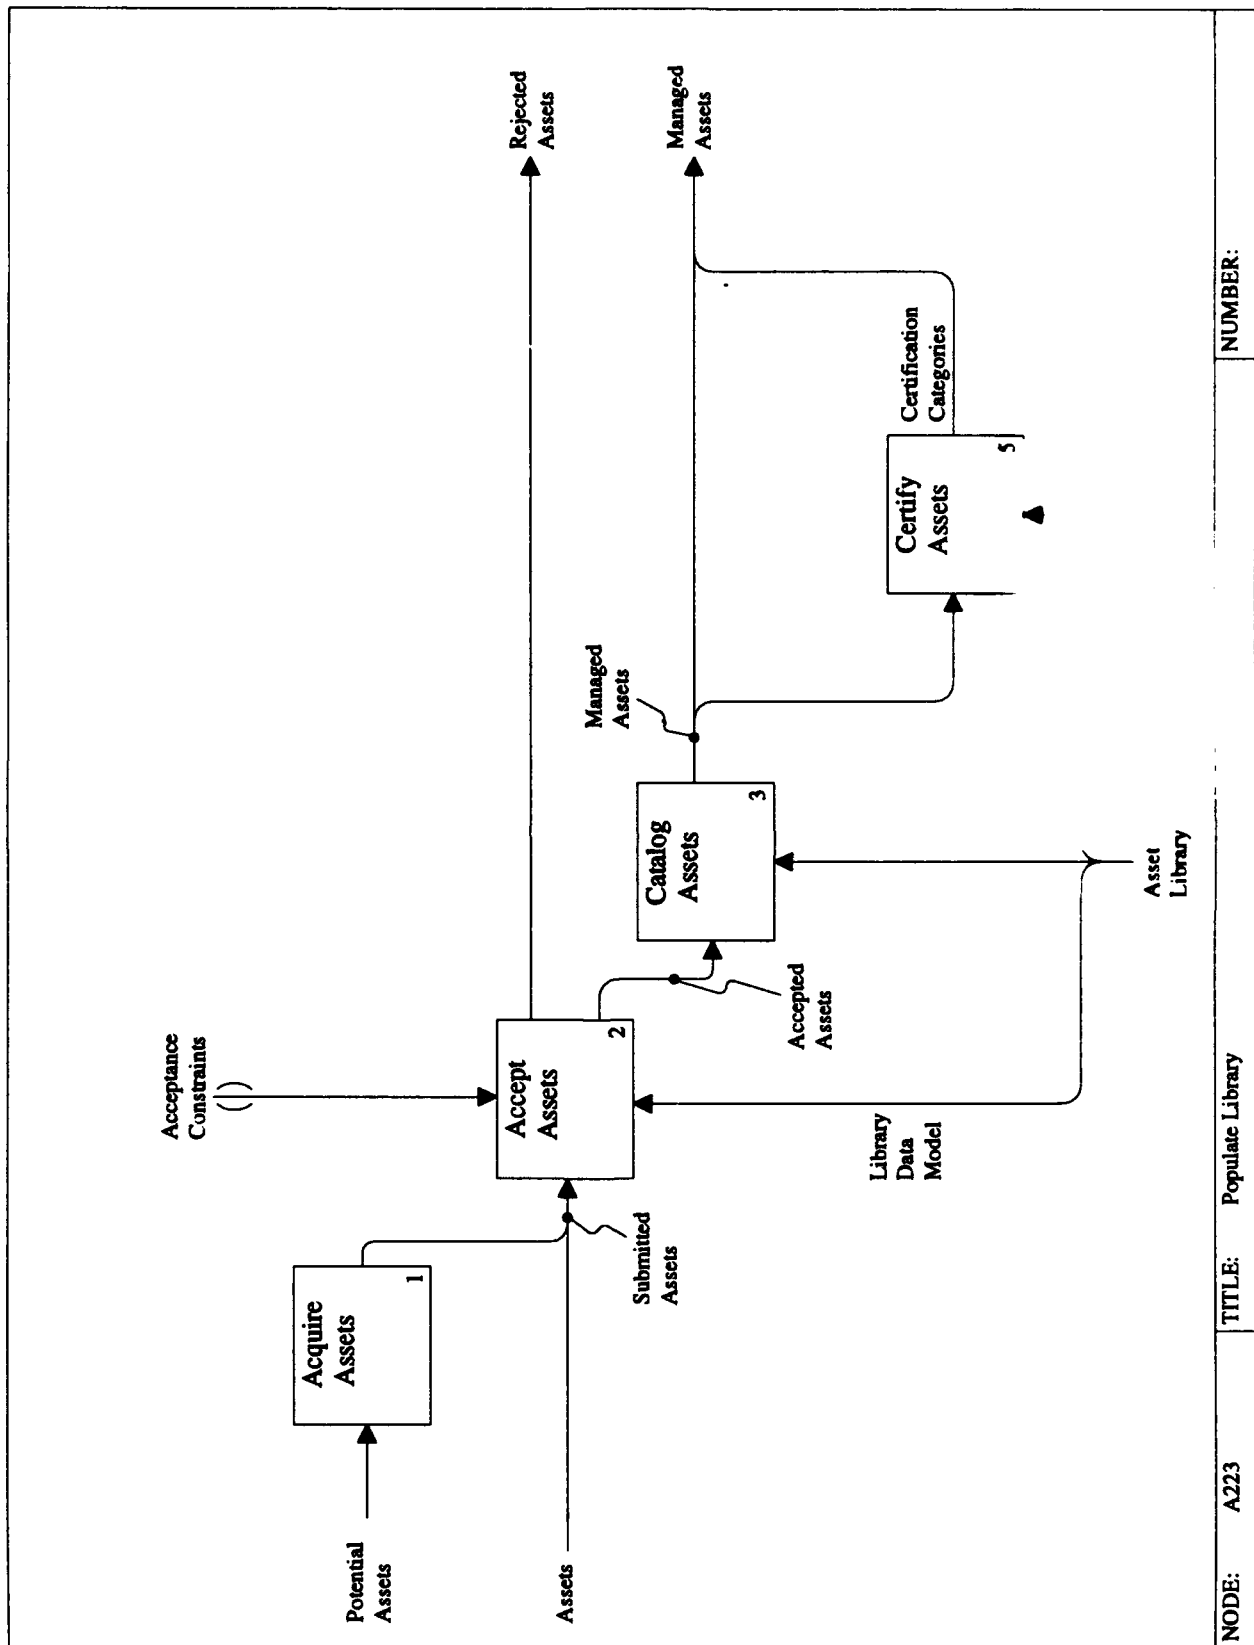 Acceptance
Constraints
Rejected
Assets
Potential
Assets
Acquire
Assets
1
Accept
Assets
2
Assets
Submitted
Assets
Managed
Assets
Managed
Assets
Catalog
Assets
3
Accepted
Assets
Library
Data
Model
Certification
Categories
Certify
Assets
5
Asset
Library
NODE: A223
TITLE: Populate Library
NUMBER: